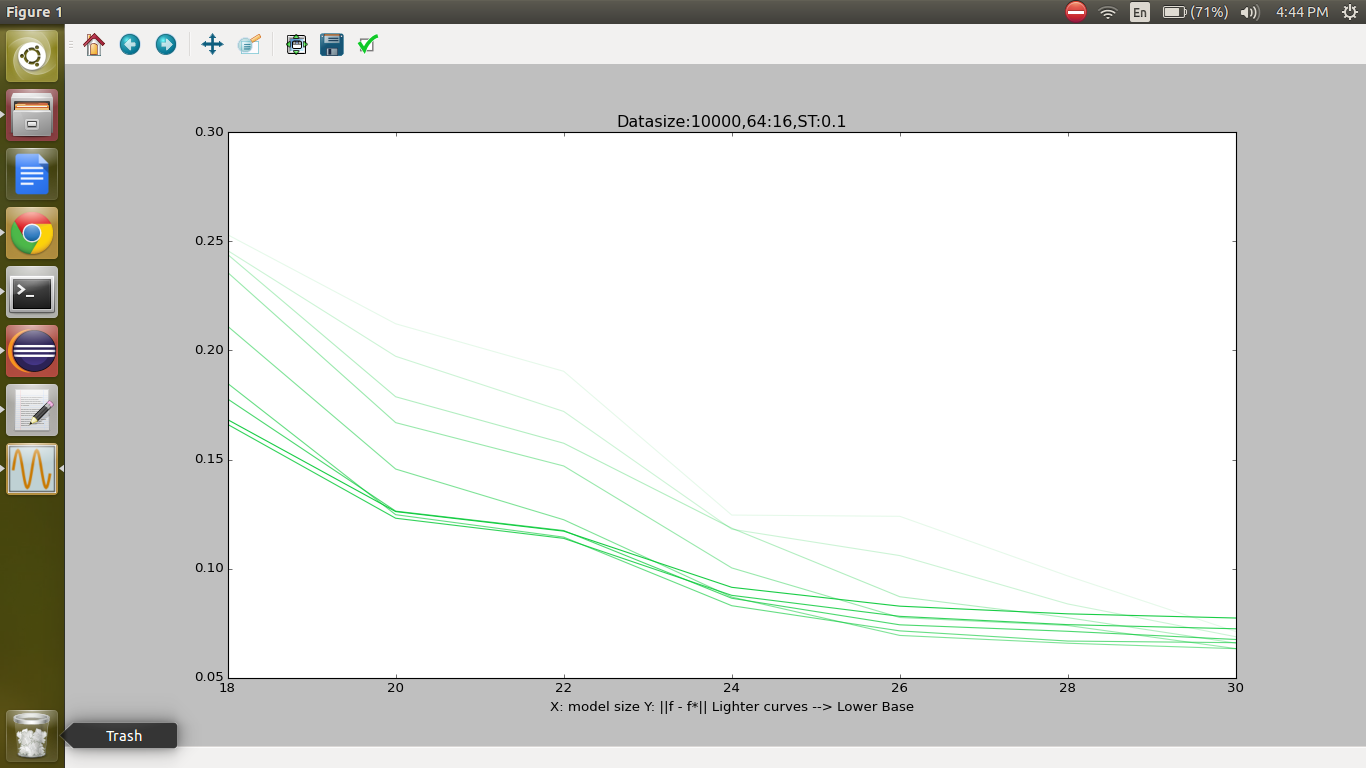 Figure 1
En
(71%)
4:44 PM
Datasize:10000,64:16,ST:0.1
0.30
0.25
0.20
0.15
0.10
0.05
18 20 22 24 26 28 30
X: model size Y: ||f - f*|| Lighter curves --> Lower Base
>_
Trash